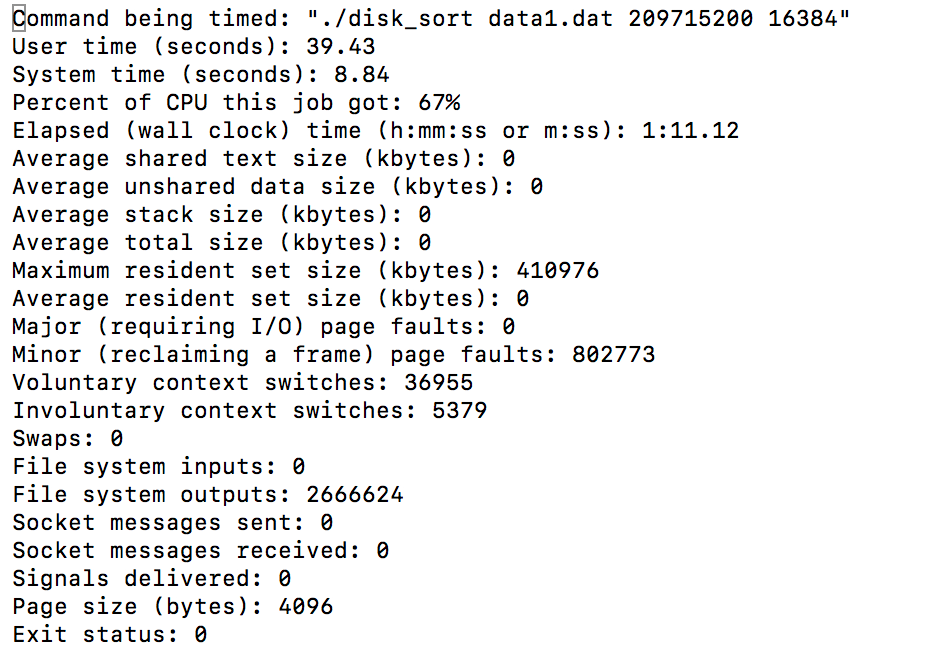 Command being timed: "./disk_sort data1.dat 209715200 16384"
User time (seconds): 39.43
System time (seconds): 8.84
Percent of CPU this job got: 67%
Elapsed (wall clock) time (h:mm:ss or m:ss): 1:11.12
Average shared text size (kbytes): 0
Average unshared data size (kbytes): 0
Average stack size (kbytes): 0
Average total size (kbytes): 0
Maximum resident set size (kbytes): 410976
Average resident set size (kbytes): 0
Major (requiring I/O) page faults: 0
Minor (reclaiming a frame) page faults: 802773
Voluntary context switches: 36955
Involuntary context switches: 5379
Swaps: 0
File system inputs: 0
File system outputs: 2666624
Socket messages sent: 0
Socket messages received: 0
Signals delivered: 0
Page size (bytes): 4096
Exit status: 0